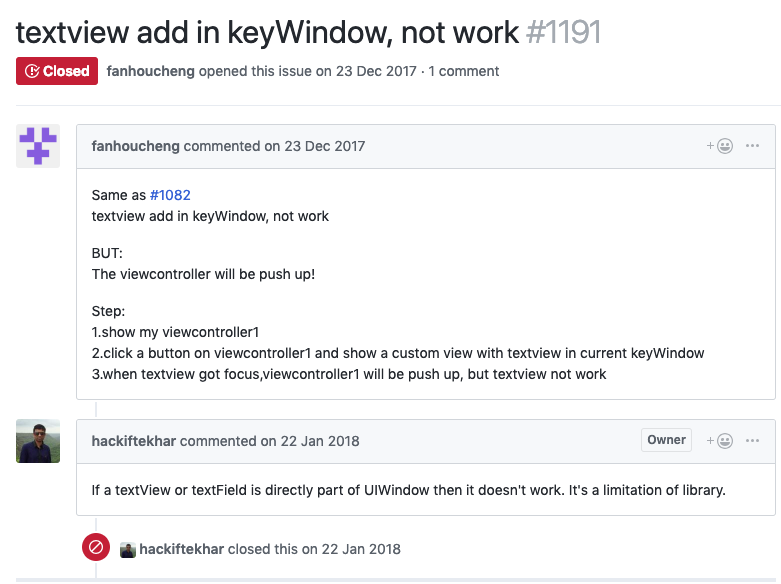 textview add in keyWindow, not work #1191
Closed fanhoucheng opened this issue on 23 Dec 2017 · 1 comment
fanhoucheng commented on 23 Dec 2017
Same as #1082
textview add in keyWindow, not work
BUT:
The viewcontroller will be push up!
Step:
1.show my viewcontroller1
2.click a button on viewcontroller1 and show a custom view with textview in current keyWindow
3.when textview got focus,viewcontroller1 will be push up, but textview not work
hackiftekhar commented on 22 Jan 2018 Owner
If a textView or textField is directly part of UIWindow then it doesn't work. It's a limitation of library.
hackiftekhar closed this on 22 Jan 2018